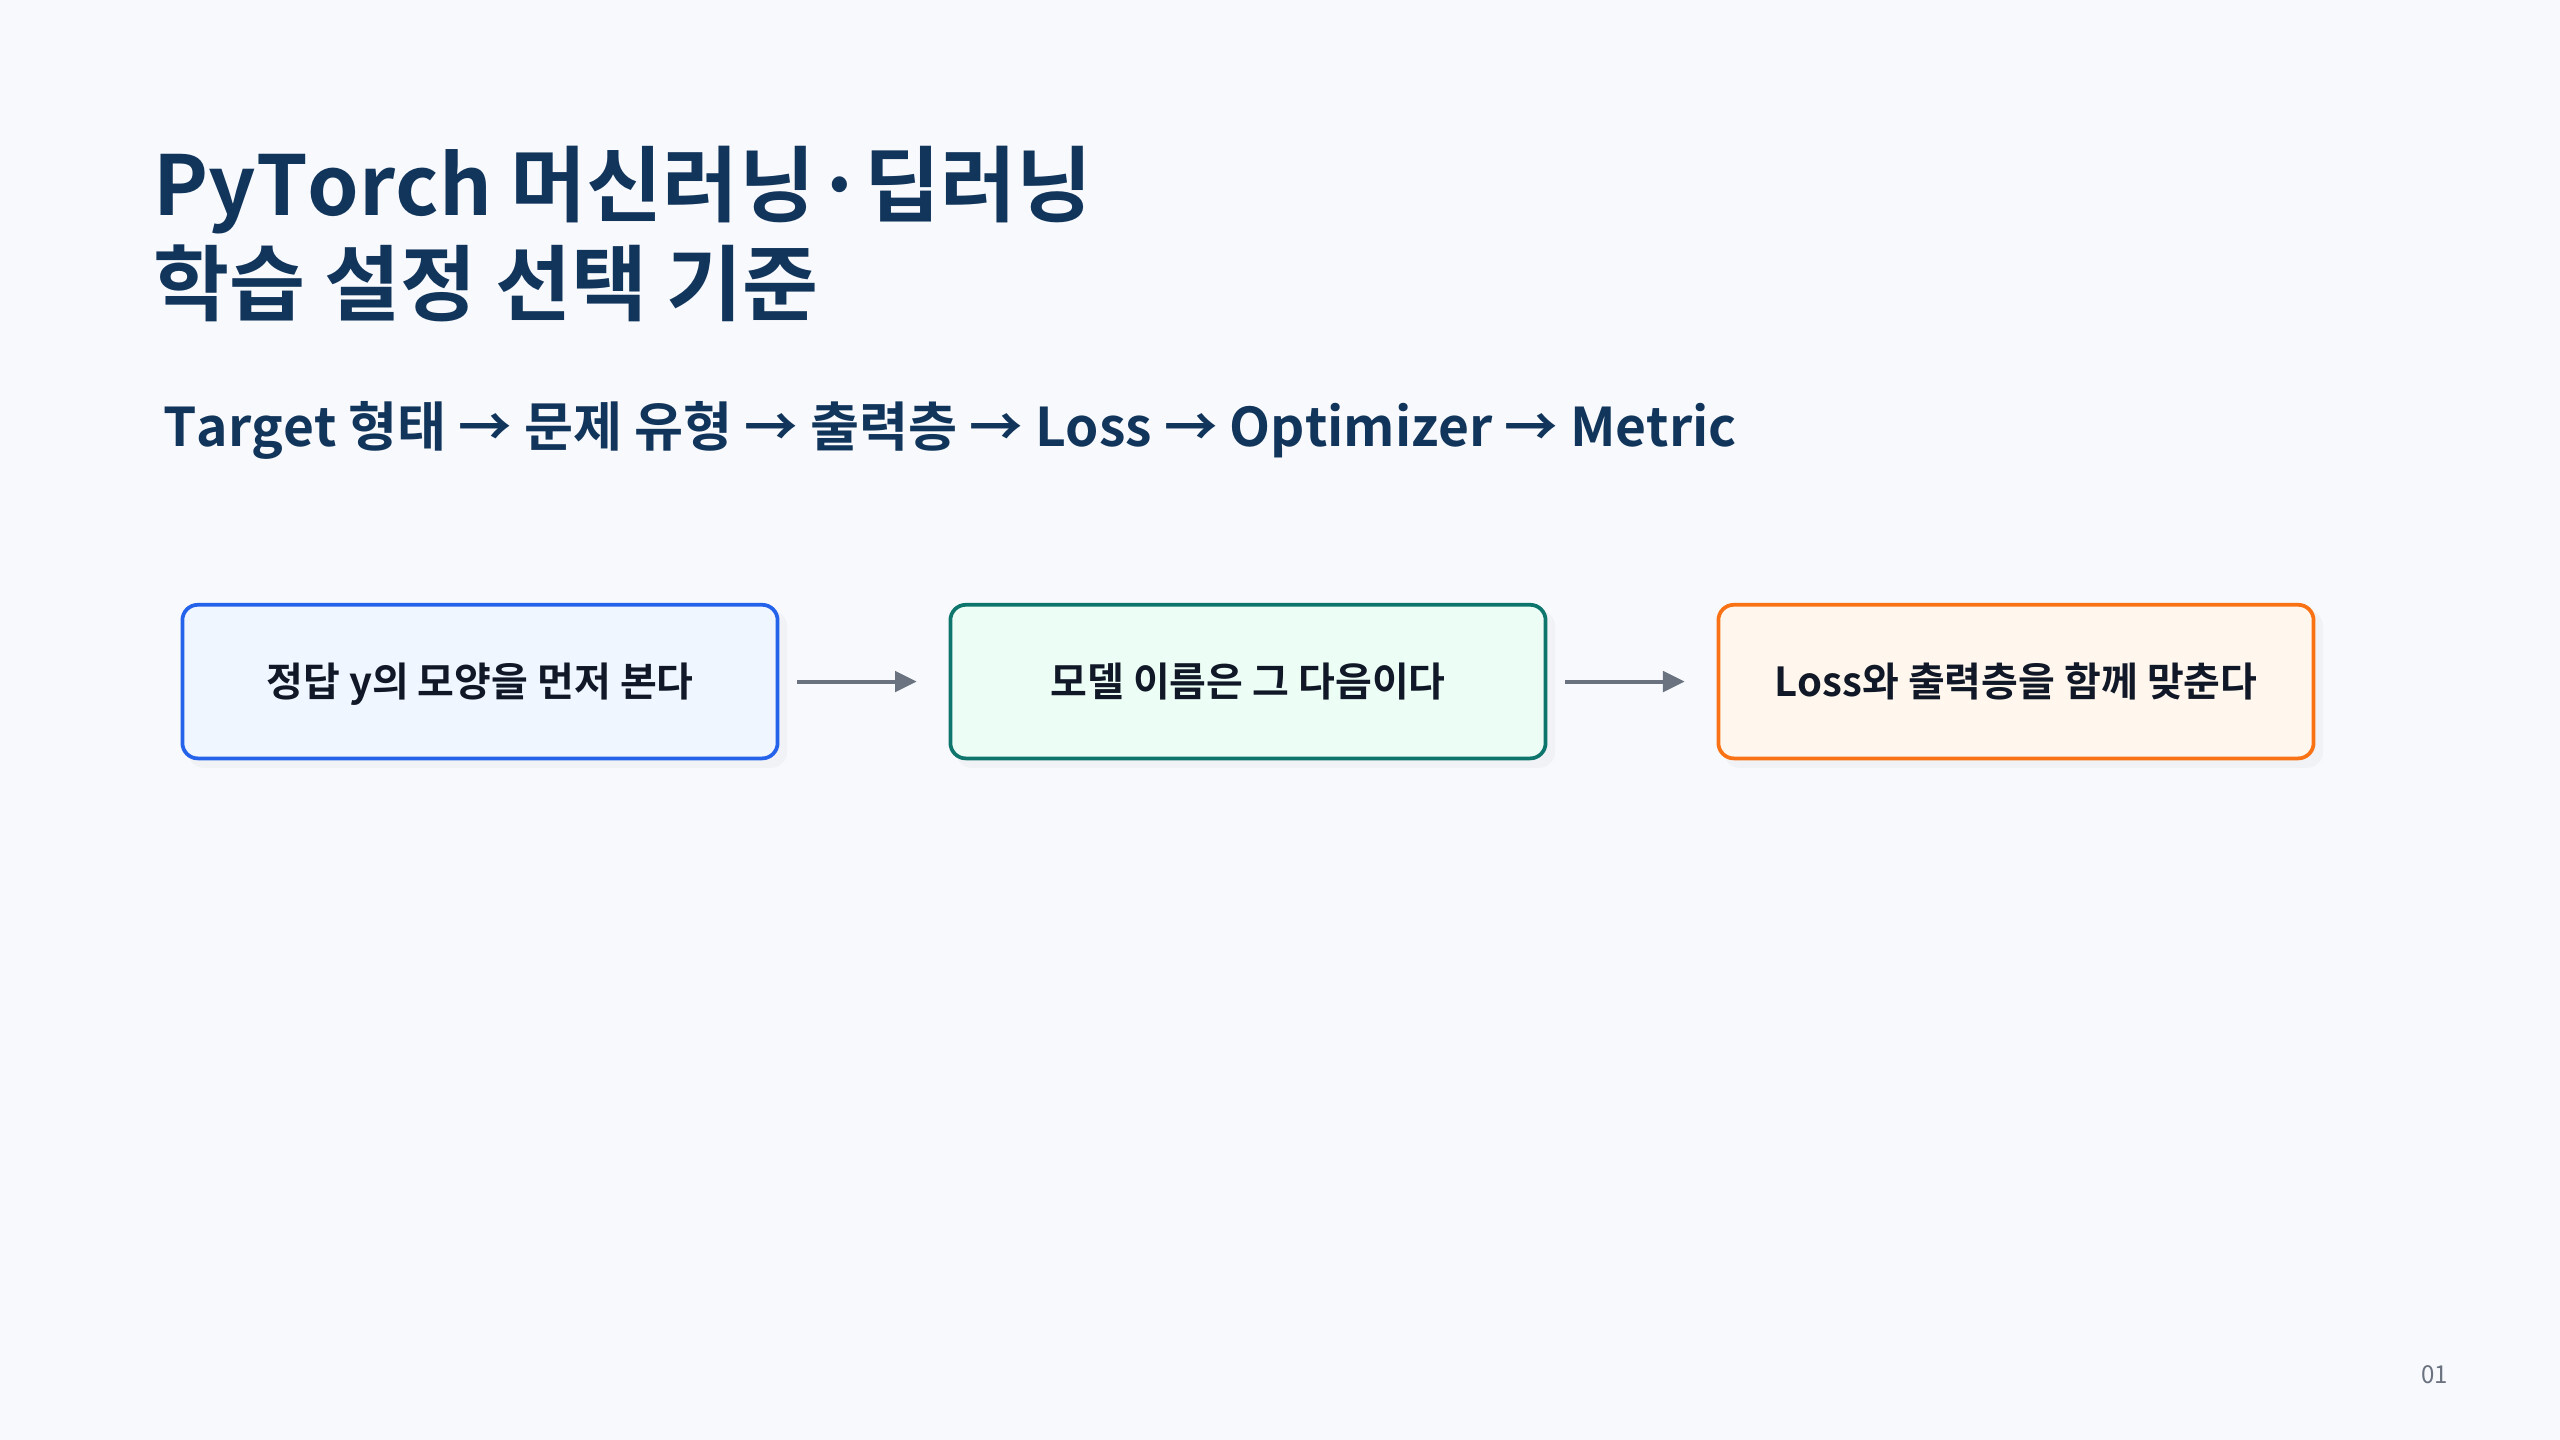 PyTorch 머신러닝·딥러닝
학습 설정 선택 기준
Target 형태 → 문제 유형 → 출력층 → Loss → Optimizer → Metric
정답 y의 모양을 먼저 본다
모델 이름은 그 다음이다
Loss와 출력층을 함께 맞춘다
01